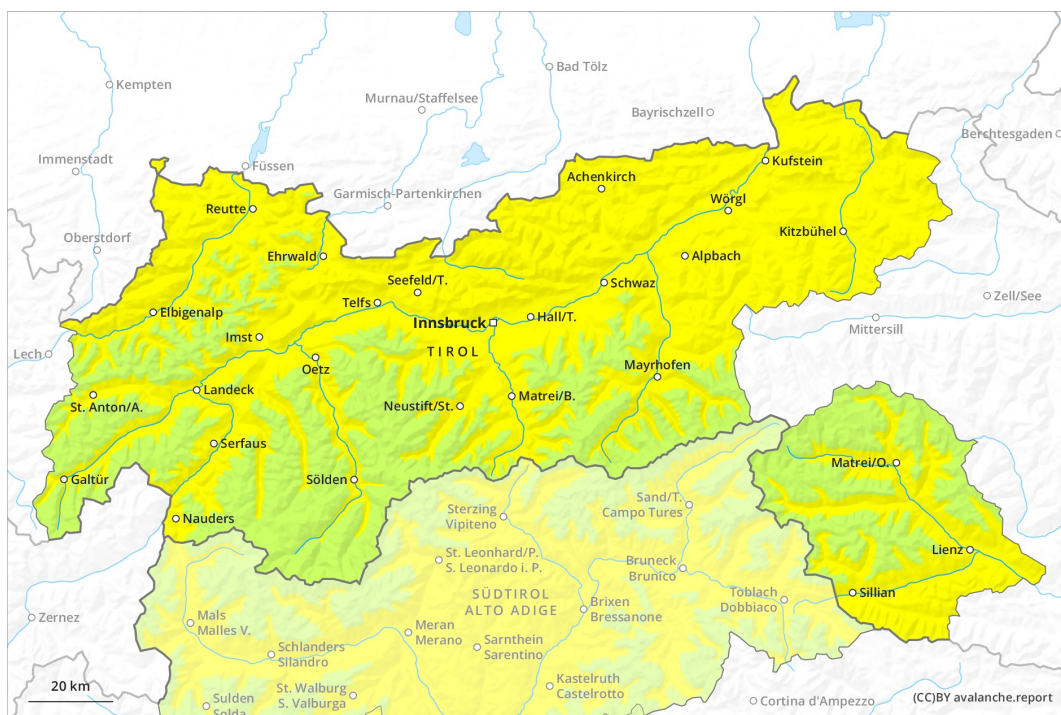 Kempten
Bad Tölz
Murnau/Staffelsee
Bayrischzell
Berchtesgaden
Immenstadt
Füssen
Kufstein
Achenkirch
Garmisch-Partenkirchen
Reutte
Wörgl
Oberstdorf
Kitzbühel
Ehrwald
Alpbach
Seefeld/T.
Schwaz
Zell/See
Telfs
Elbigenalp
Innsbruck
Hall/T.
Mittersill
Imst
Lech
TIROL
Oetz
Mayrhofen
Landeck
St. Anton/A.
Neustift/St.
Matrei/B.
Serfaus
Matrei/O.
Galtür
Sölden
Sand/T.
Campo Tures
Nauders
Sterzing
Vipiteno
Lienz
St. Leonhard/P.
S. Leonardo i. P.
Bruneck
Brunico
SÜDTIROL
ALTO ADIGE
Toblach
Dobbiaco
Sillian
Brixen
Bressanone
Zernez
Mals
Malles V.
Meran
Merano
Sarnthein
Sarentino
Schlanders
Silandro
20 km
St. Walburg
S. Valburga
Kastelruth
Castelrotto
Sulden
Solda
Cortina d'Ampezzo
(CC)BY avalanche.report